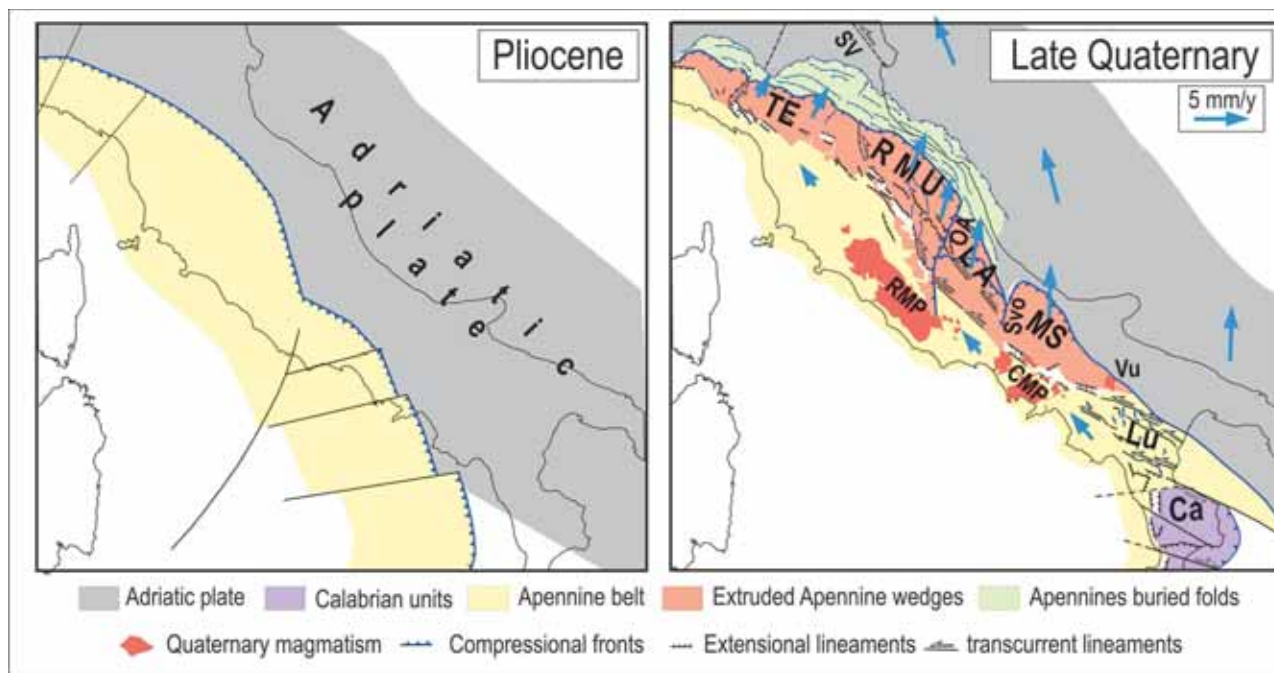 Pliocene
Adriatic
plate
Late Quaternary
5 mm/y
SV
TE
RMU
OA
LA
RMP
SVO
MS
Vu
CMP
Lu
Ca
Adriatic plate
Calabrian units
Apennine belt
Extruded Apennine wedges
Apennines buried folds
Quaternary magmatism
Compressional fronts
Extensional lineaments
transcurrent lineaments